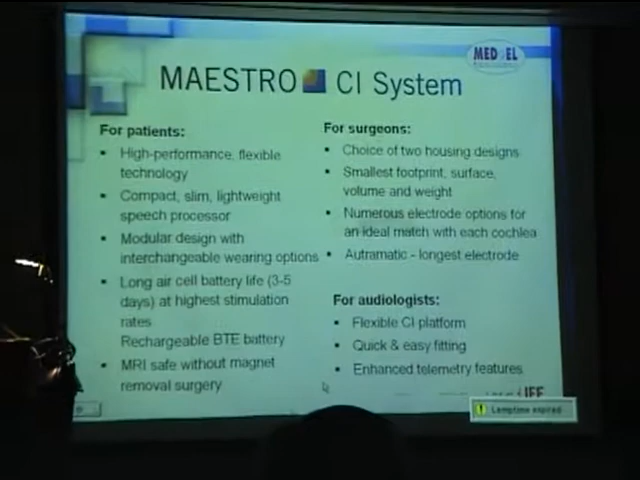 MED EL
MAESTRO CI System
For patients:
High-performance, flexible
technology
Compact, slim, lightweight
speech processor
Modular design with
interchangeable wearing options
Long air cell battery life (3-5
days) at highest stimulation
rates
Rechargeable BTE battery
MRI safe without magnet
removal surgery
For surgeons:
Choice of two housing designs
Smallest footprint, surface,
volume and weight
Numerous electrode options for
an ideal match with each cochlea
Autramatic - longest electrode
For audiologists:
Flexible CI platform
Quick & easy fitting
Enhanced telemetry features
Lamptime expired